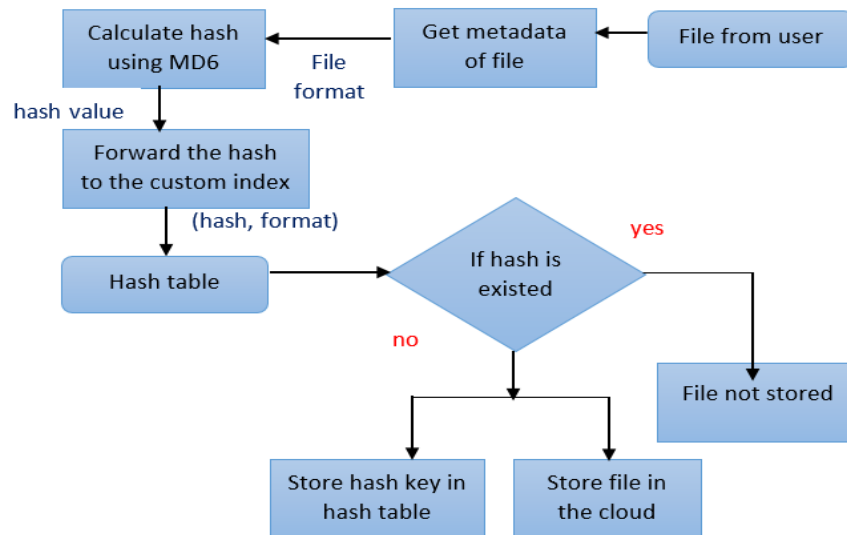 File from user
Get metadata
of file
File
format
Calculate hash
using MD6
hash value
Forward the hash
to the custom index
(hash, format)
Hash table
If hash is
existed
yes
no
File not stored
Store hash key in
hash table
Store file in
the cloud